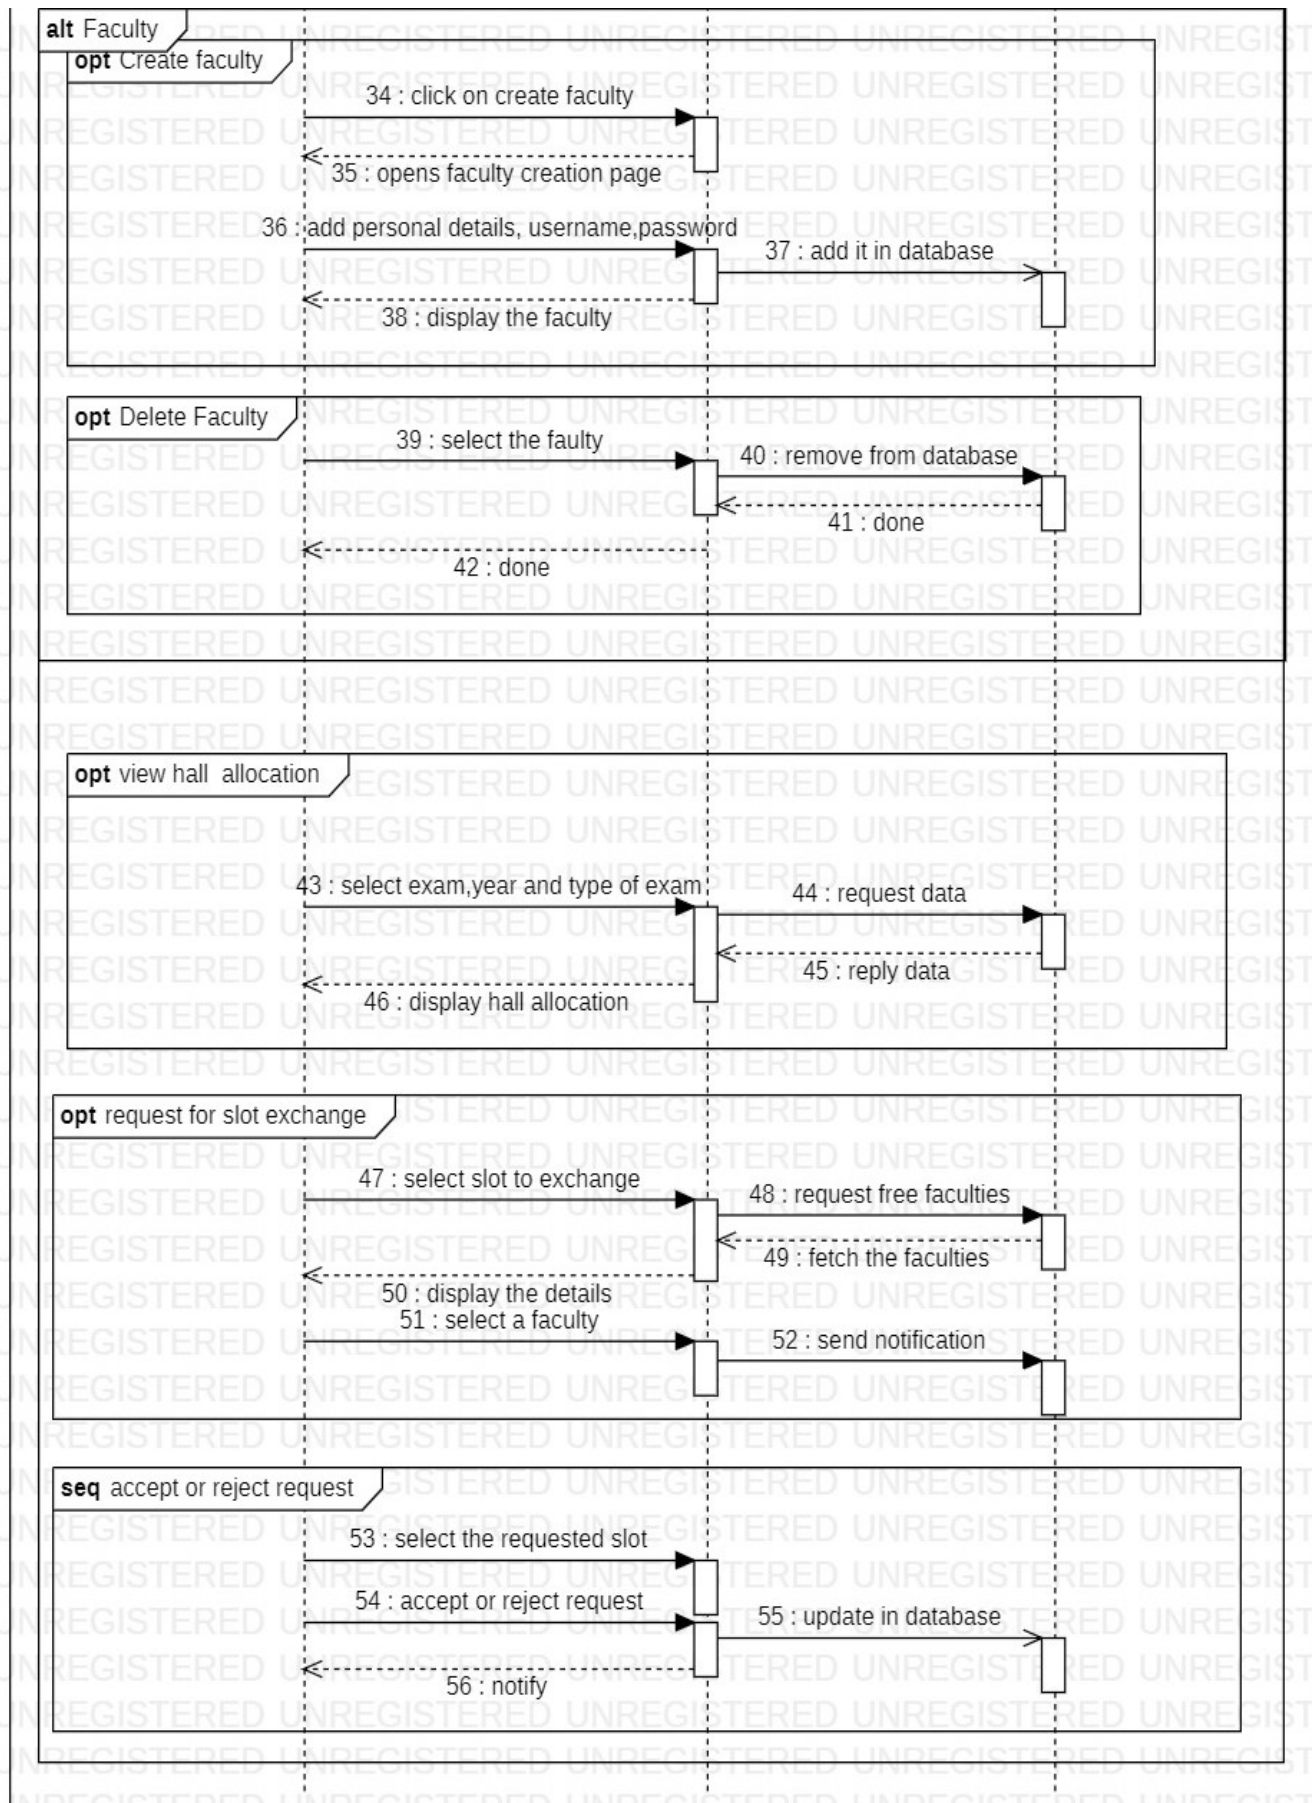 alt Faculty
opt Create faculty
34 : click on create faculty
35 : opens faculty creation page
36 : add personal details, username,password
37 : add it in database
38 : display the faculty
opt Delete Faculty
39 : select the faulty
40 : remove from database
41 : done
42 : done
opt view hall allocation
43 : select exam,year and type of exam
44 : request data
45 : reply data
46 : display hall allocation
opt request for slot exchange
47 : select slot to exchange
48 : request free faculties
49 : fetch the faculties
50 : display the details
51 : select a faculty
52 : send notification
seq accept or reject request
53 : select the requested slot
54 : accept or reject request
55 : update in database
56 : notify
UNREGISTERED